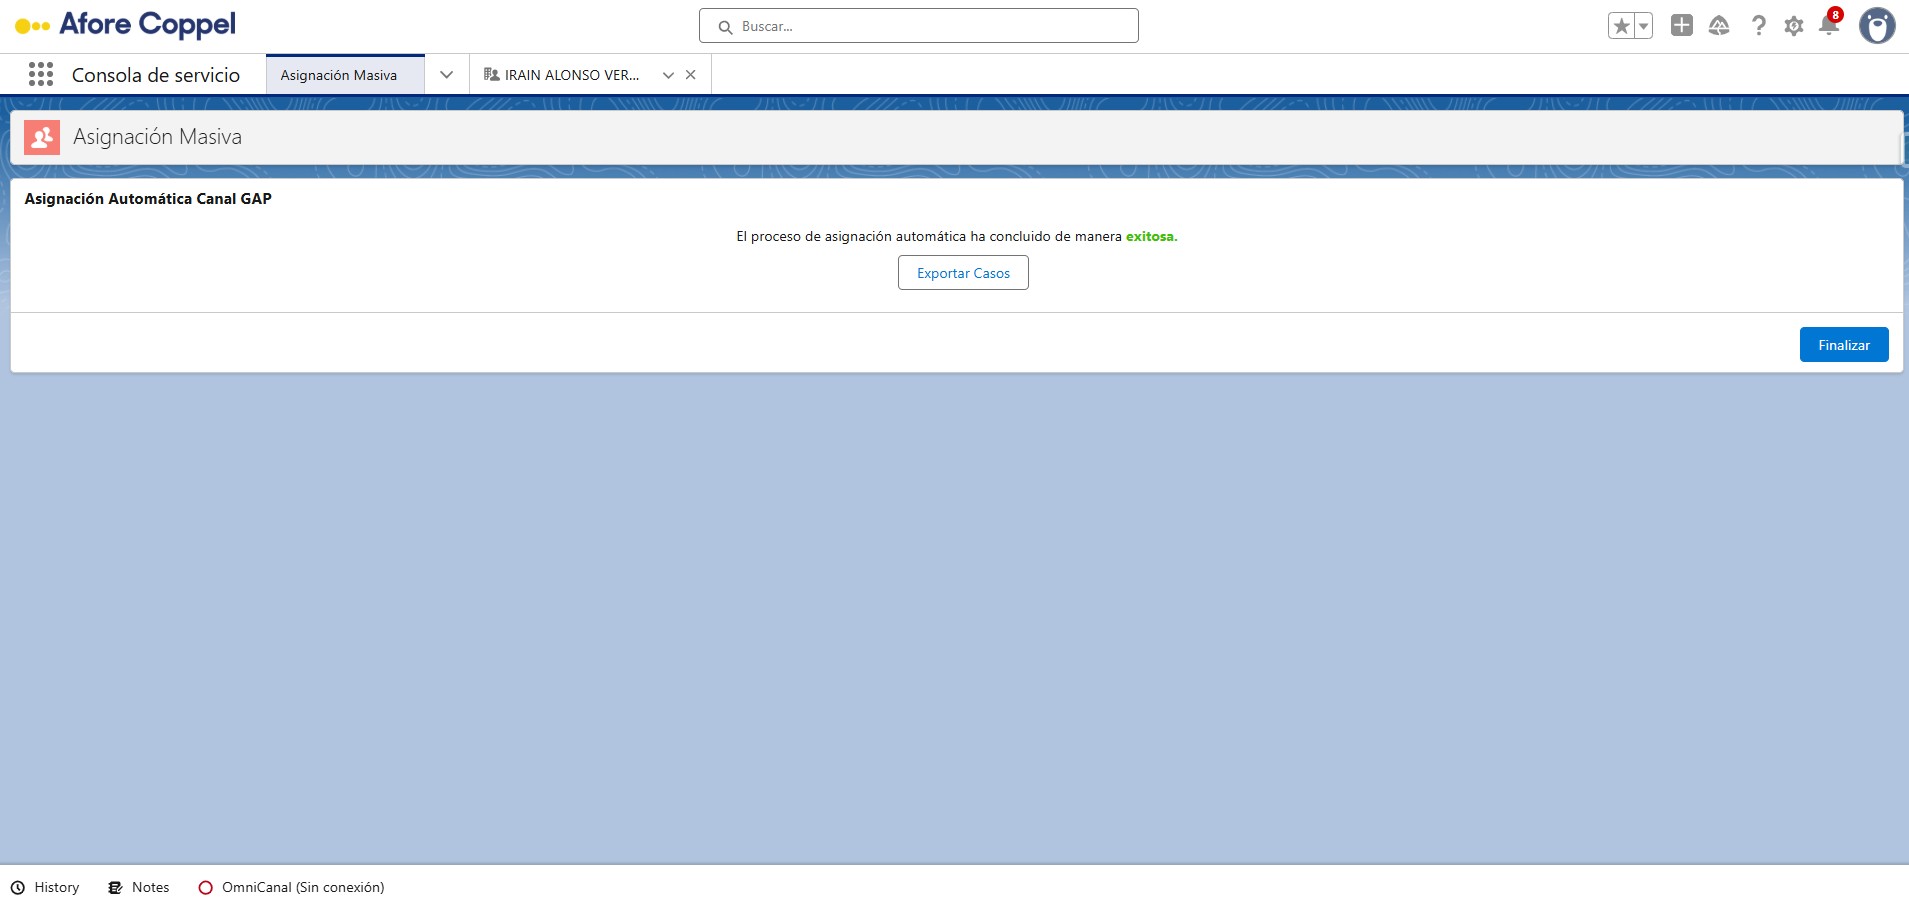 Afore Coppel
Buscar...
8
Consola de servicio
Asignación Masiva
IRAIN ALONSO VER...
Asignación Masiva
Asignación Automática Canal GAP
El proceso de asignación automática ha concluido de manera exitosa.
Exportar Casos
Finalizar
History
Notes
OmniCanal (Sin conexión)